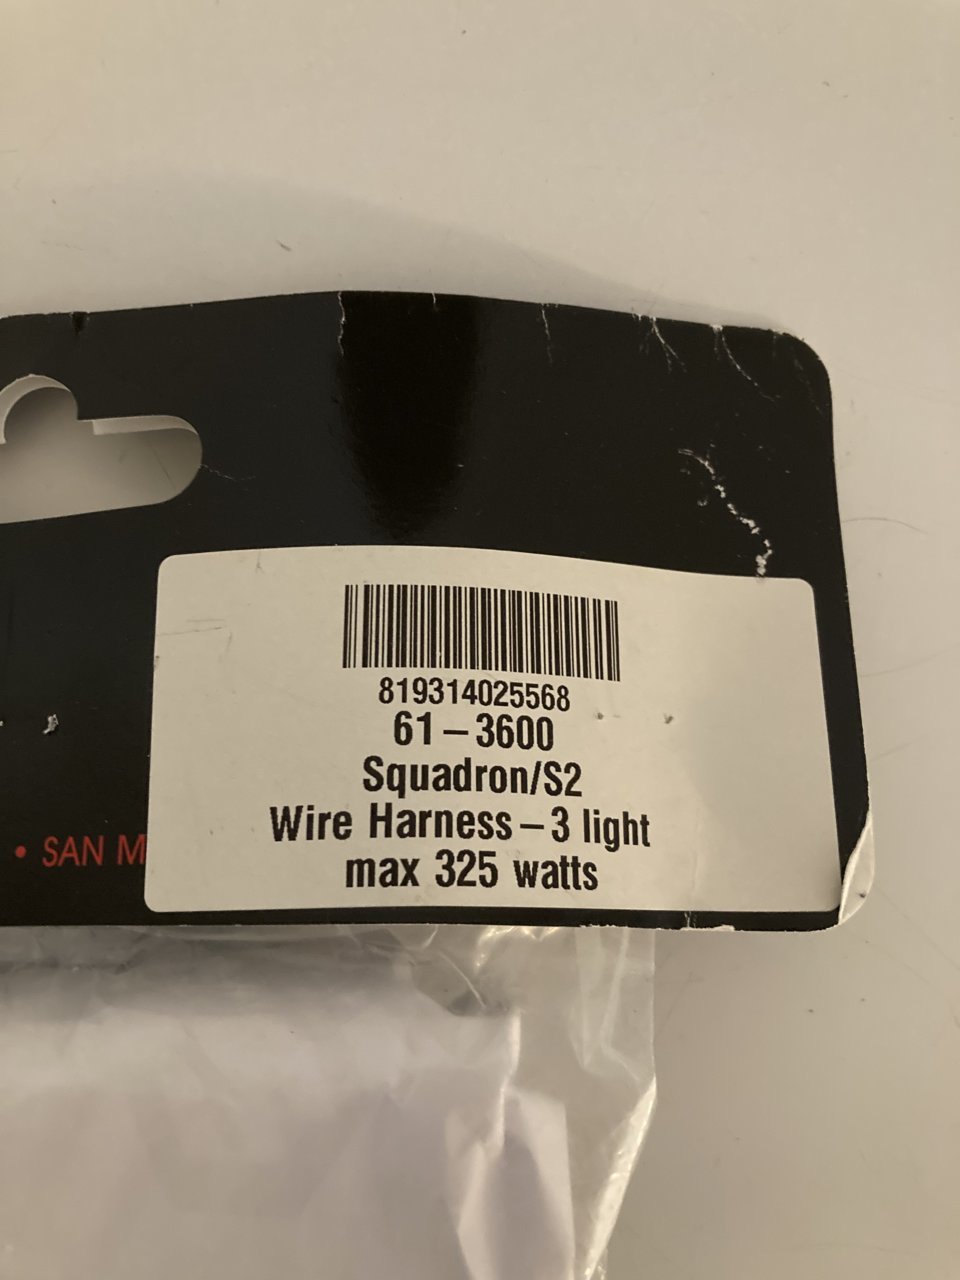 819314025568
61-3600
Squadron/S2
Wire Harness-3 light
max 325 watts
• SAN M